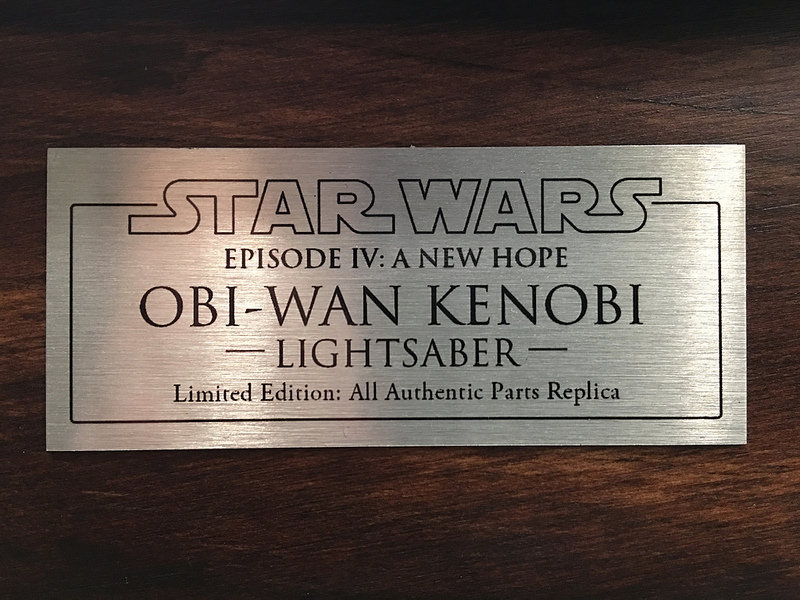 STAR WARS
EPISODE IV: A NEW HOPE
OBI-WAN KENOBI
—LIGHTSABER—
Limited Edition: All Authentic Parts Replica